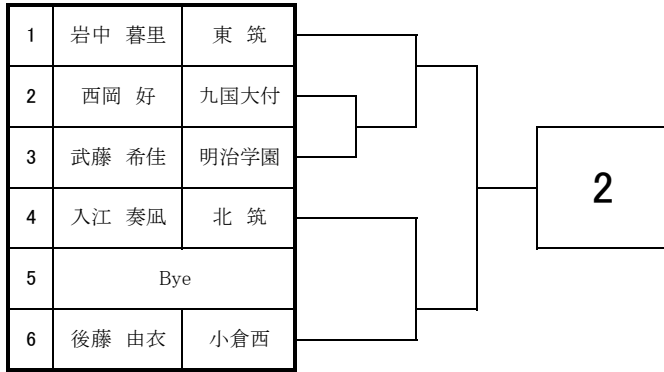 1 岩中 暮里 東 筑
2 西岡 好 九国大付
3 武藤 希佳 明治学園
4 入江 奏凪 北 筑
5 Bye
6 後藤 由衣 小倉西
2